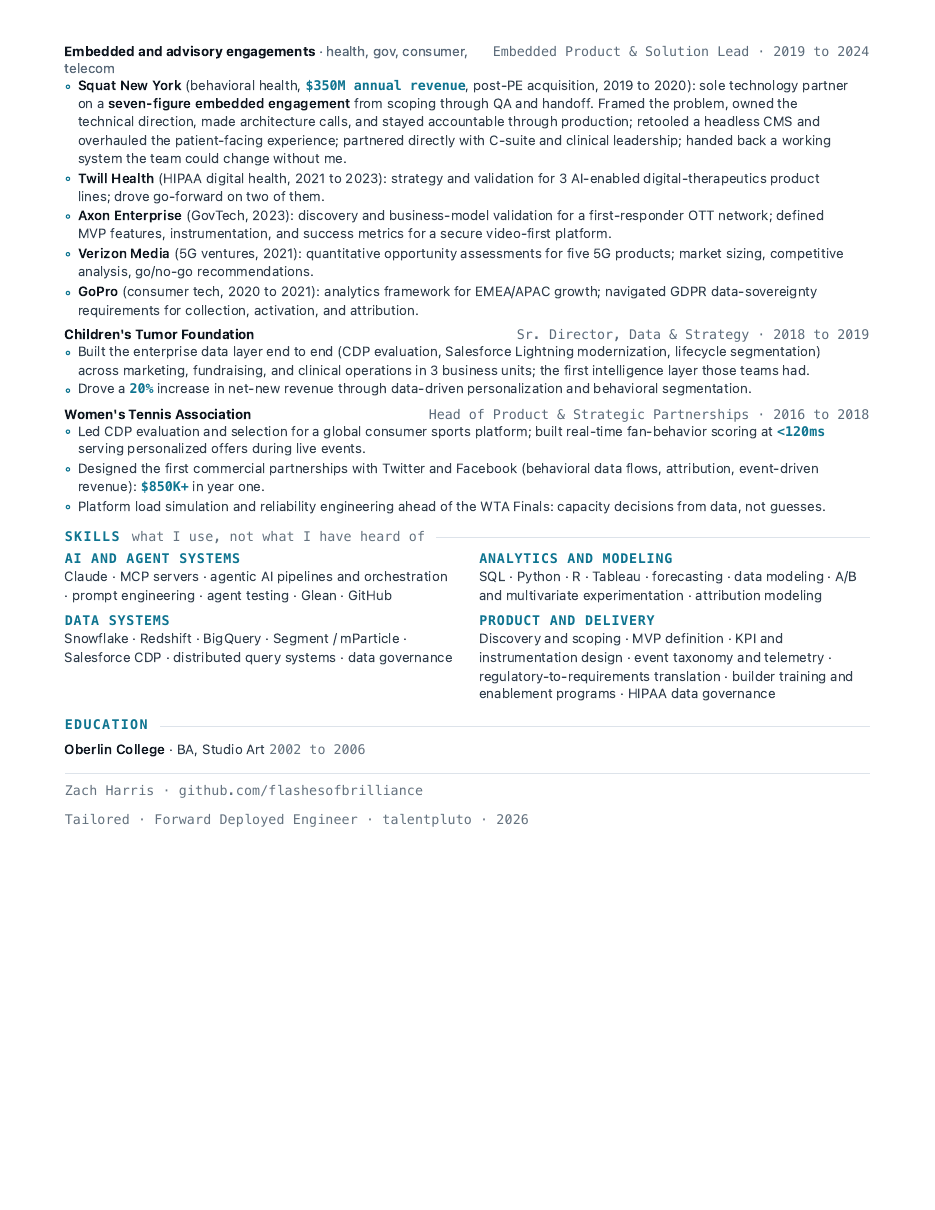 Embedded and advisory engagements · health, gov, consumer, telecom
Embedded Product & Solution Lead · 2019 to 2024
Squat New York (behavioral health, $350M annual revenue, post-PE acquisition, 2019 to 2020): sole technology partner
on a seven-figure embedded engagement from scoping through QA and handoff. Framed the problem, owned the
technical direction, made architecture calls, and stayed accountable through production; retooled a headless CMS and
overhauled the patient-facing experience; partnered directly with C-suite and clinical leadership; handed back a working
system the team could change without me.
Twill Health (HIPAA digital health, 2021 to 2023): strategy and validation for 3 AI-enabled digital-therapeutics product
lines; drove go-forward on two of them.
Axon Enterprise (GovTech, 2023): discovery and business-model validation for a first-responder OTT network; defined
MVP features, instrumentation, and success metrics for a secure video-first platform.
Verizon Media (5G ventures, 2021): quantitative opportunity assessments for five 5G products; market sizing, competitive
analysis, go/no-go recommendations.
GoPro (consumer tech, 2020 to 2021): analytics framework for EMEA/APAC growth; navigated GDPR data-sovereignty
requirements for collection, activation, and attribution.
Children's Tumor Foundation Sr. Director, Data & Strategy · 2018 to 2019
Built the enterprise data layer end to end (CDP evaluation, Salesforce Lightning modernization, lifecycle segmentation)
across marketing, fundraising, and clinical operations in 3 business units; the first intelligence layer those teams had.
Drove a 20% increase in net-new revenue through data-driven personalization and behavioral segmentation.
Women's Tennis Association Head of Product & Strategic Partnerships · 2016 to 2018
Led CDP evaluation and selection for a global consumer sports platform; built real-time fan-behavior scoring at <120ms
serving personalized offers during live events.
Designed the first commercial partnerships with Twitter and Facebook (behavioral data flows, attribution, event-driven
revenue): $850K+ in year one.
Platform load simulation and reliability engineering ahead of the WTA Finals: capacity decisions from data, not guesses.
SKILLS what I use, not what I have heard of
AI AND AGENT SYSTEMS
Claude · MCP servers · agentic AI pipelines and orchestration
· prompt engineering · agent testing · Glean · GitHub
ANALYTICS AND MODELING
SQL · Python · R · Tableau · forecasting · data modeling · A/B
and multivariate experimentation · attribution modeling
DATA SYSTEMS
Snowflake · Redshift · BigQuery · Segment / mParticle ·
Salesforce CDP · distributed query systems · data governance
PRODUCT AND DELIVERY
Discovery and scoping · MVP definition · KPI and
instrumentation design · event taxonomy and telemetry ·
regulatory-to-requirements translation · builder training and
enablement programs · HIPAA data governance
EDUCATION
Oberlin College · BA, Studio Art 2002 to 2006
Zach Harris · github.com/flashesofbrilliance
Tailored · Forward Deployed Engineer · talentpluto · 2026